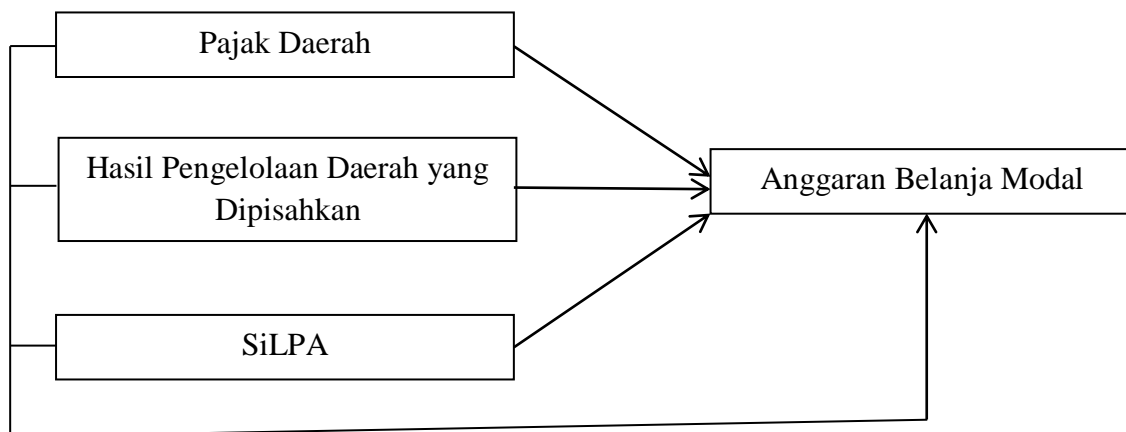 Pajak Daerah
Hasil Pengelolaan Daerah yang
Dipisahkan
Anggaran Belanja Modal
SiLPA